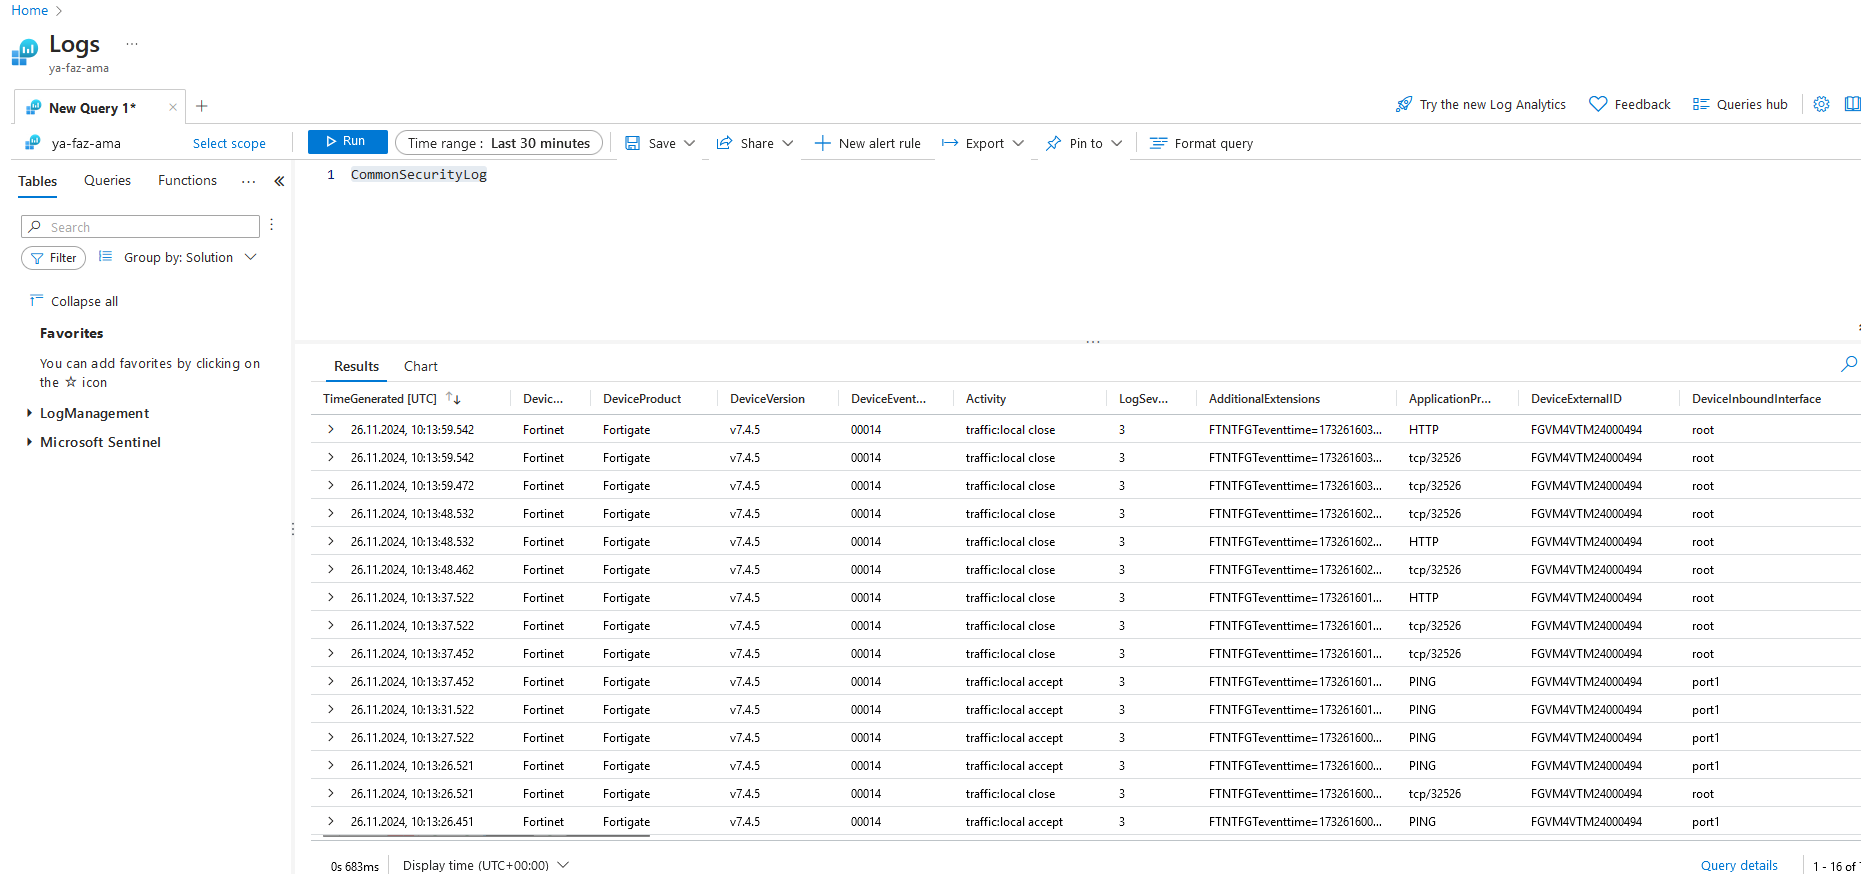 Home
Logs ...
ya-faz-ama
New Query 1*
Try the new Log Analytics Feedback Queries hub
ya-faz-ama Select scope Run Time range : Last 30 minutes Save Share New alert rule Export Pin to Format query
Tables Queries Functions ...
1 CommonSecurityLog
Search
Filter Group by: Solution
Collapse all
Favorites
You can add favorites by clicking on
the ☆ icon
LogManagement
Microsoft Sentinel
Results Chart
TimeGenerated [UTC] Devic... DeviceProduct DeviceVersion DeviceEvent... Activity LogSev... AdditionalExtensions ApplicationPr... DeviceExternalID DeviceInboundInterface
26.11.2024, 10:13:59.542 Fortinet Fortigate v7.4.5 00014 traffic:local close 3 FTNTFGTeventtime=173261603... HTTP FGVM4VTM24000494 root
26.11.2024, 10:13:59.542 Fortinet Fortigate v7.4.5 00014 traffic:local close 3 FTNTFGTeventtime=173261603... tcp/32526 FGVM4VTM24000494 root
26.11.2024, 10:13:59.472 Fortinet Fortigate v7.4.5 00014 traffic:local close 3 FTNTFGTeventtime=173261603... tcp/32526 FGVM4VTM24000494 root
26.11.2024, 10:13:48.532 Fortinet Fortigate v7.4.5 00014 traffic:local close 3 FTNTFGTeventtime=173261602... tcp/32526 FGVM4VTM24000494 root
26.11.2024, 10:13:48.532 Fortinet Fortigate v7.4.5 00014 traffic:local close 3 FTNTFGTeventtime=173261602... HTTP FGVM4VTM24000494 root
26.11.2024, 10:13:48.462 Fortinet Fortigate v7.4.5 00014 traffic:local close 3 FTNTFGTeventtime=173261602... tcp/32526 FGVM4VTM24000494 root
26.11.2024, 10:13:37.522 Fortinet Fortigate v7.4.5 00014 traffic:local close 3 FTNTFGTeventtime=173261601... HTTP FGVM4VTM24000494 root
26.11.2024, 10:13:37.522 Fortinet Fortigate v7.4.5 00014 traffic:local close 3 FTNTFGTeventtime=173261601... tcp/32526 FGVM4VTM24000494 root
26.11.2024, 10:13:37.452 Fortinet Fortigate v7.4.5 00014 traffic:local close 3 FTNTFGTeventtime=173261601... tcp/32526 FGVM4VTM24000494 root
26.11.2024, 10:13:37.452 Fortinet Fortigate v7.4.5 00014 traffic:local accept 3 FTNTFGTeventtime=173261601... PING FGVM4VTM24000494 port1
26.11.2024, 10:13:31.522 Fortinet Fortigate v7.4.5 00014 traffic:local accept 3 FTNTFGTeventtime=173261601... PING FGVM4VTM24000494 port1
26.11.2024, 10:13:27.522 Fortinet Fortigate v7.4.5 00014 traffic:local accept 3 FTNTFGTeventtime=173261600... PING FGVM4VTM24000494 port1
26.11.2024, 10:13:26.521 Fortinet Fortigate v7.4.5 00014 traffic:local accept 3 FTNTFGTeventtime=173261600... PING FGVM4VTM24000494 port1
26.11.2024, 10:13:26.521 Fortinet Fortigate v7.4.5 00014 traffic:local close 3 FTNTFGTeventtime=173261600... tcp/32526 FGVM4VTM24000494 root
26.11.2024, 10:13:26.451 Fortinet Fortigate v7.4.5 00014 traffic:local accept 3 FTNTFGTeventtime=173261600... PING FGVM4VTM24000494 port1
0s 683ms Display time (UTC+00:00) Query details 1 - 16 of